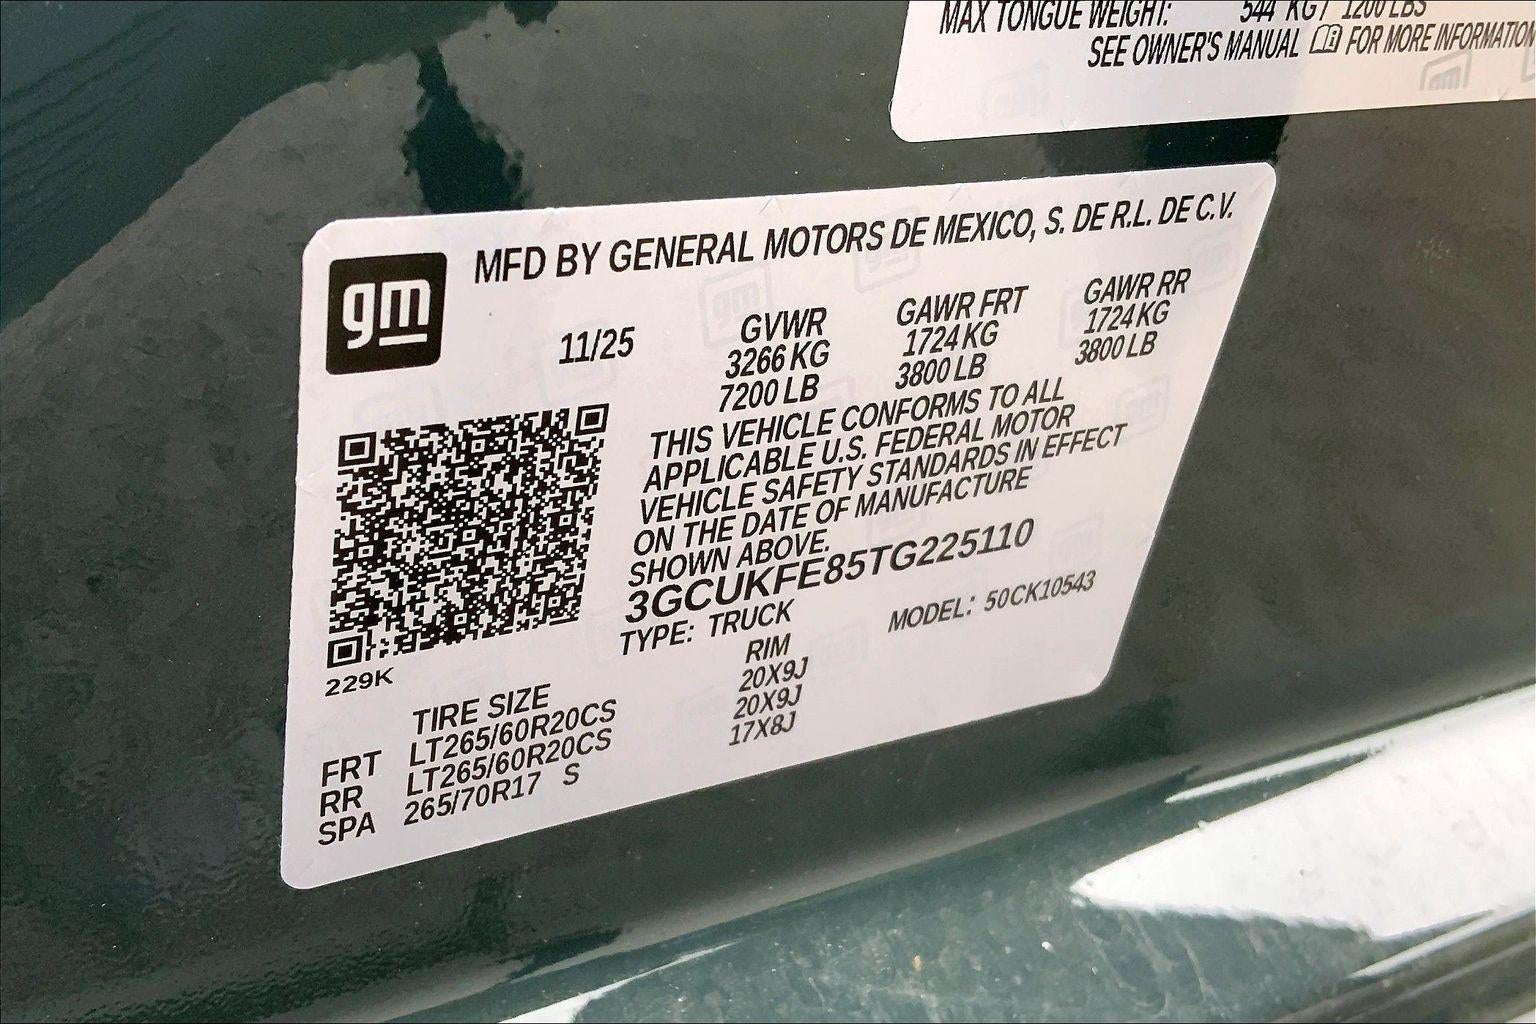 MAX TONGUE WEIGHT: 544 KG / 1200 LBS
SEE OWNER'S MANUAL FOR MORE INFORMATION
gm
MFD BY GENERAL MOTORS DE MEXICO, S. DE R.L. DE C.V.
11/25
GVWR GAWR FRT GAWR RR
3266 KG 1724 KG 1724 KG
7200 LB 3800 LB 3800 LB
THIS VEHICLE CONFORMS TO ALL
APPLICABLE U.S. FEDERAL MOTOR
VEHICLE SAFETY STANDARDS IN EFFECT
ON THE DATE OF MANUFACTURE
SHOWN ABOVE.
3GCUKFE85TG225110
TYPE: TRUCK MODEL: 50CK10543
229K
TIRE SIZE RIM
FRT LT265/60R20CS 20X9J
RR LT265/60R20CS 20X9J
SPA 265/70R17 S 17X8J